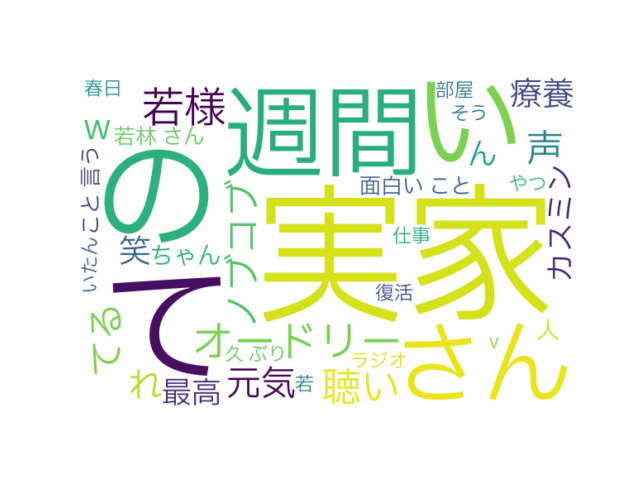 春日
若様
w
若林 さん
の
週間
い
部屋
そう
ん
療養
声
面白い こと
やつ
カスミン
いたんこと 言う
笑
ちゃん
ノブコブ
実家
仕事
復活
て
てる
オードリー
さん
久 ぶり
ラジオ
v
人
れ
最高
元気
若
聴い